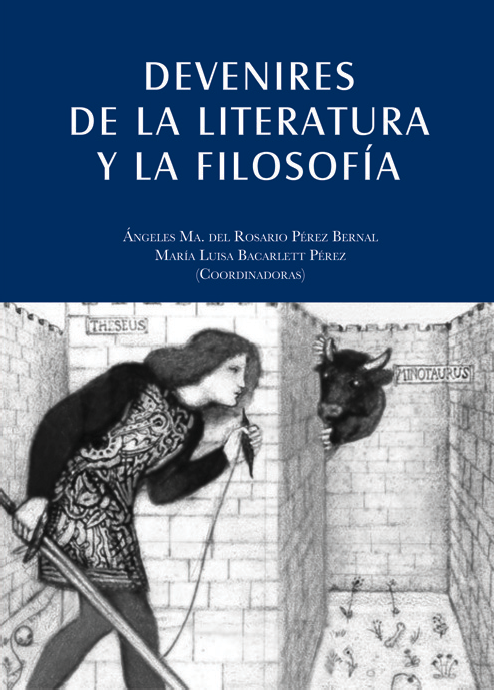 DEVENIRES
DE LA LITERATURA
Y LA FILOSOFÍA
Ángeles Ma. del Rosario Pérez Bernal
María Luisa Bacarlett Pérez
(Coordinadoras)
THESEUS
MINOTAURUS